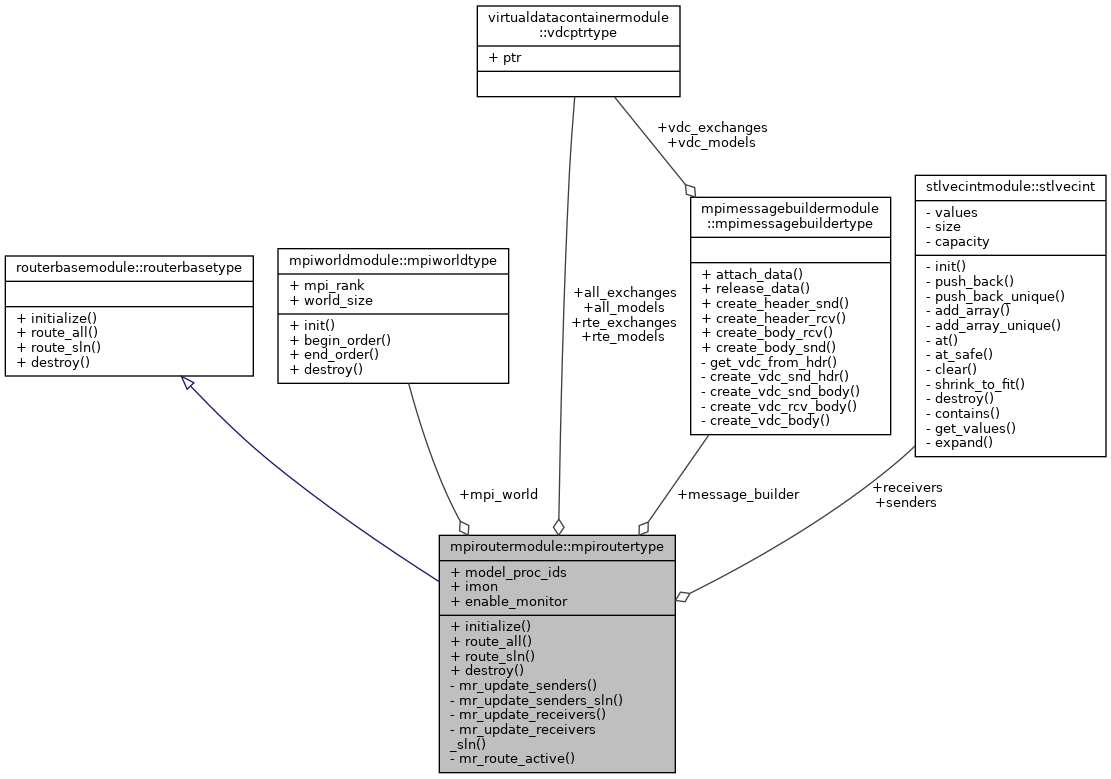 virtualdatacontainermodule
::vdcptrtype
+ ptr
+vdc_exchanges
+vdc_models
stlvecintmodule::stlvecint
- values
- size
- capacity
- init()
- push_back()
- push_back_unique()
- add_array()
- add_array_unique()
- at()
- at_safe()
- clear()
- shrink_to_fit()
- destroy()
- contains()
- get_values()
- expand()
mpimessagebuildermodule
::mpimessagebuildertype
+ attach_data()
+ release_data()
+ create_header_snd()
+ create_header_rcv()
+ create_body_rcv()
+ create_body_snd()
- get_vdc_from_hdr()
- create_vdc_snd_hdr()
- create_vdc_snd_body()
- create_vdc_rcv_body()
- create_vdc_body()
routerbasemodule::routerbasetype
+ initialize()
+ route_all()
+ route_sln()
+ destroy()
mpiworldmodule::mpiworldtype
+ mpi_rank
+ world_size
+ init()
+ begin_order()
+ end_order()
+ destroy()
+all_exchanges
+all_models
+rte_exchanges
+rte_models
+mpi_world
+message_builder
+receivers
+senders
mpiroutermodule::mpiroutertype
+ model_proc_ids
+ imon
+ enable_monitor
+ initialize()
+ route_all()
+ route_sln()
+ destroy()
- mr_update_senders()
- mr_update_senders_sln()
- mr_update_receivers()
- mr_update_receivers
_sln()
- mr_route_active()